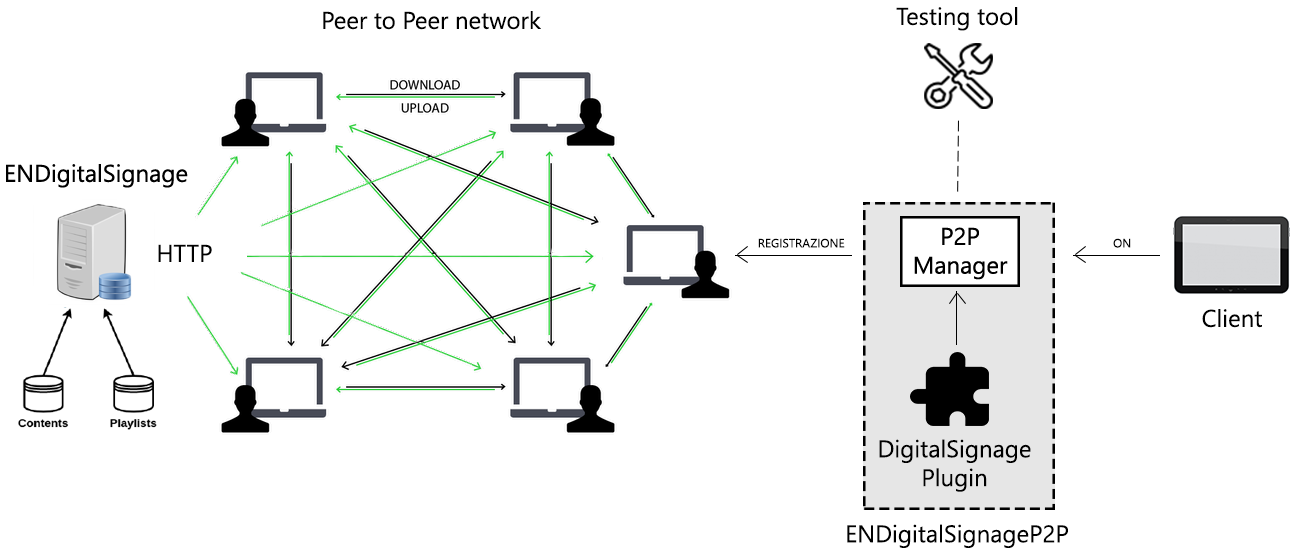 Peer to Peer network
Testing tool
DOWNLOAD
UPLOAD
ENDigitalSignage
HTTP
Contents
Playlists
REGISTRAZIONE
P2P
Manager
ON
Client
DigitalSignage
Plugin
ENDigitalSignageP2P